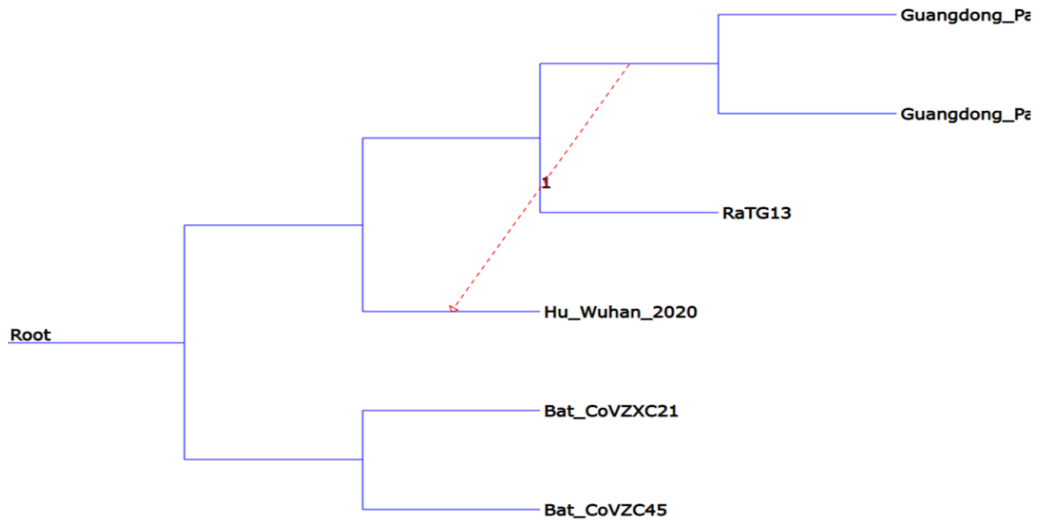 Guangdong_Pa
Guangdong_Pa
1
RaTG13
Hu_Wuhan_2020
Root
Bat_CoVZXC21
Bat_CoVZC45